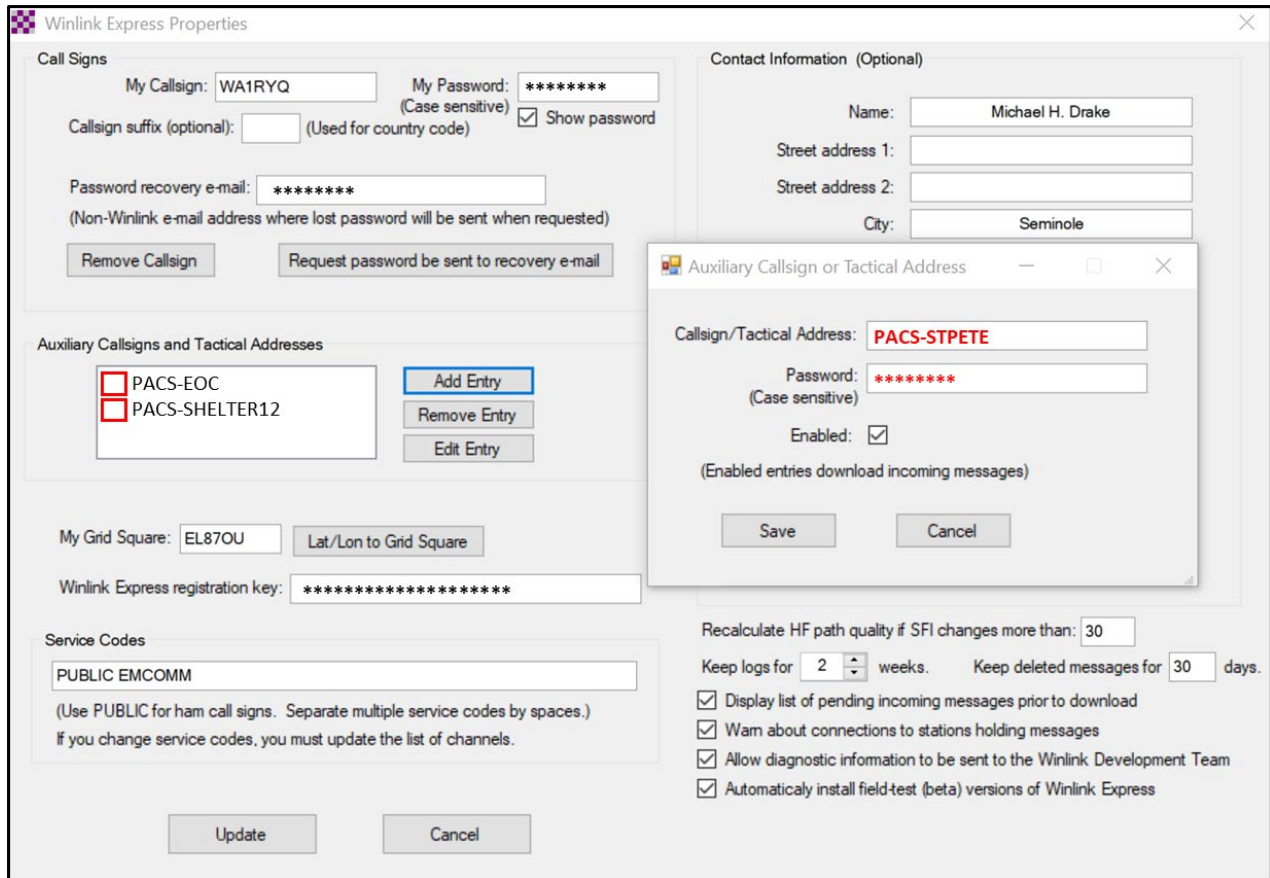 Winlink Express Properties
Call Signs
My Callsign: WA1RYQ
My Password: ********
(Case sensitive)
Show password
Callsign suffix (optional):
(Used for country code)
Password recovery e-mail: ********
(Non-Winlink e-mail address where lost password will be sent when requested)
Remove Callsign
Request password be sent to recovery e-mail
Auxiliary Callsigns and Tactical Addresses
PACS-EOC
PACS-SHELTER12
Add Entry
Remove Entry
Edit Entry
My Grid Square: EL87OU
Lat/Lon to Grid Square
Winlink Express registration key: *******************
Service Codes
PUBLIC EMCOMM
(Use PUBLIC for ham call signs. Separate multiple service codes by spaces.)
If you change service codes, you must update the list of channels.
Update
Cancel
Contact Information (Optional)
Name: Michael H. Drake
Street address 1:
Street address 2:
City: Seminole
Auxiliary Callsign or Tactical Address
Callsign/Tactical Address: PACS-STPETE
Password: ********
(Case sensitive)
Enabled:
(Enabled entries download incoming messages)
Save
Cancel
Recalculate HF path quality if SFI changes more than: 30
Keep logs for 2 weeks. Keep deleted messages for 30 days.
Display list of pending incoming messages prior to download
Warn about connections to stations holding messages
Allow diagnostic information to be sent to the Winlink Development Team
Automaticaly install field-test (beta) versions of Winlink Express